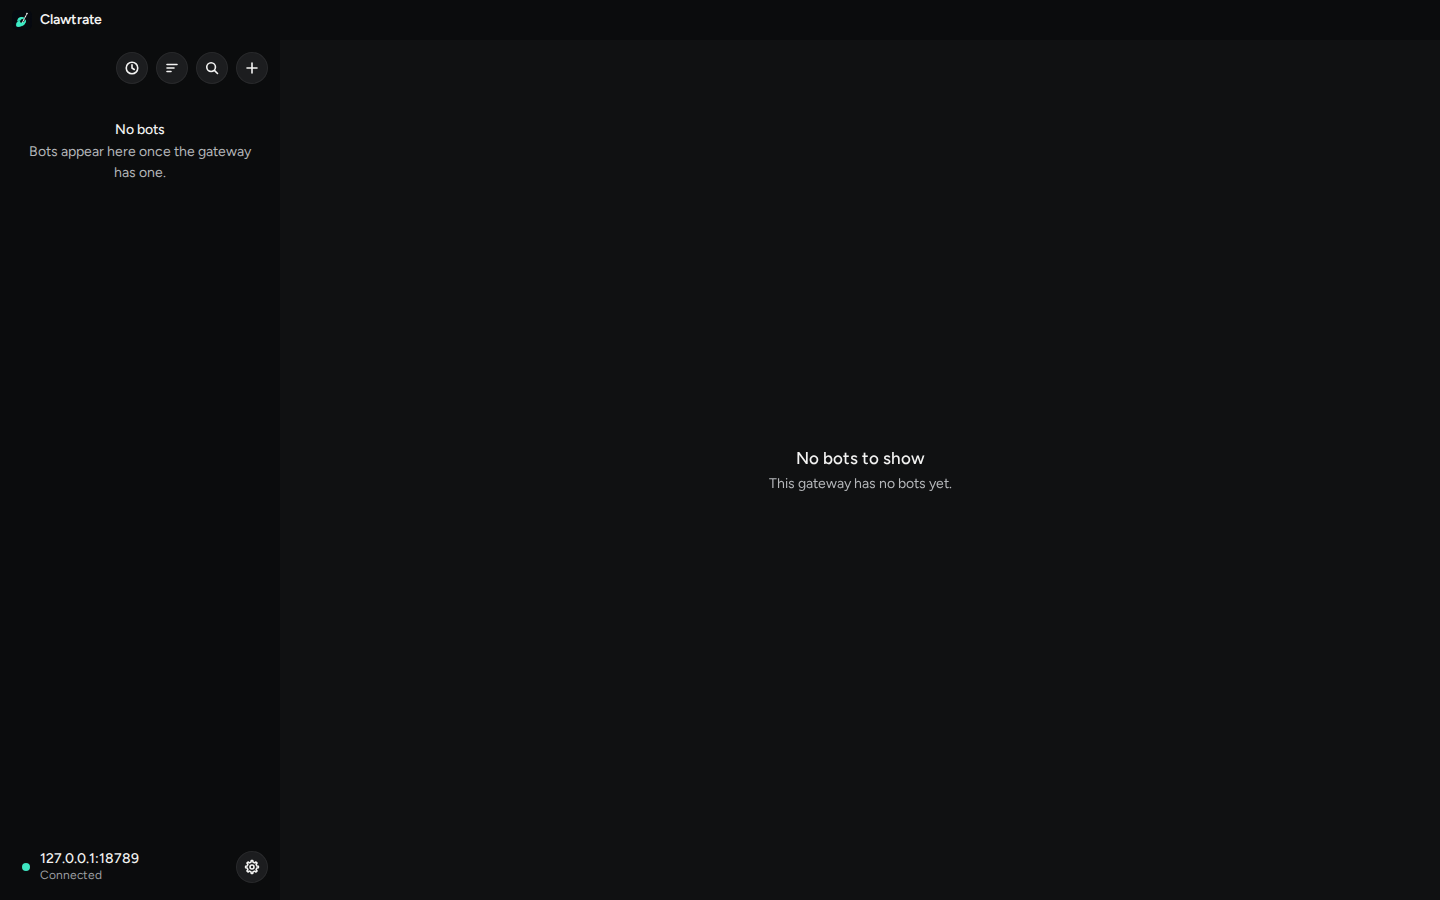 Clawtrate
No bots
Bots appear here once the gateway
has one.
No bots to show
This gateway has no bots yet.
127.0.0.1:18789
Connected